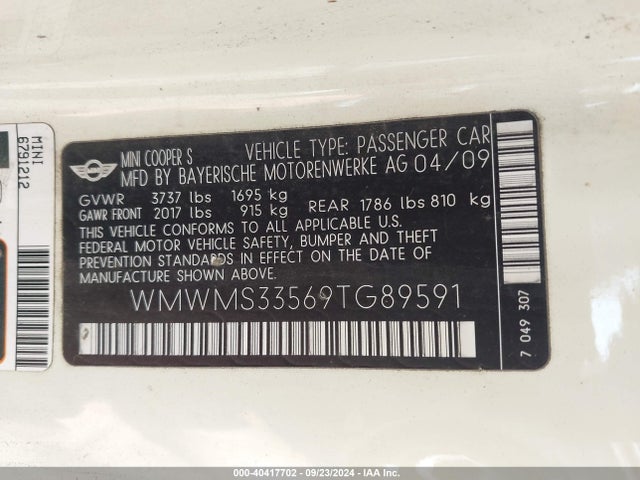 MINI COOPER S VEHICLE TYPE: PASSENGER CAR
MFD BY BAYERISCHE MOTORENWERKE AG 04/09
GVWR 3737 lbs 1695 kg
GAWR FRONT 2017 lbs 915 kg REAR 1786 lbs 810 kg
THIS VEHICLE CONFORMS TO ALL APPLICABLE U.S.
FEDERAL MOTOR VEHICLE SAFETY, BUMPER AND THEFT
PREVENTION STANDARDS IN EFFECT ON THE DATE OF
MANUFACTURE SHOWN ABOVE.
WMWMS33569TG89591
7 049 307
MINI
6791212
000-40417702 - 09/23/2024 - IAA Inc.